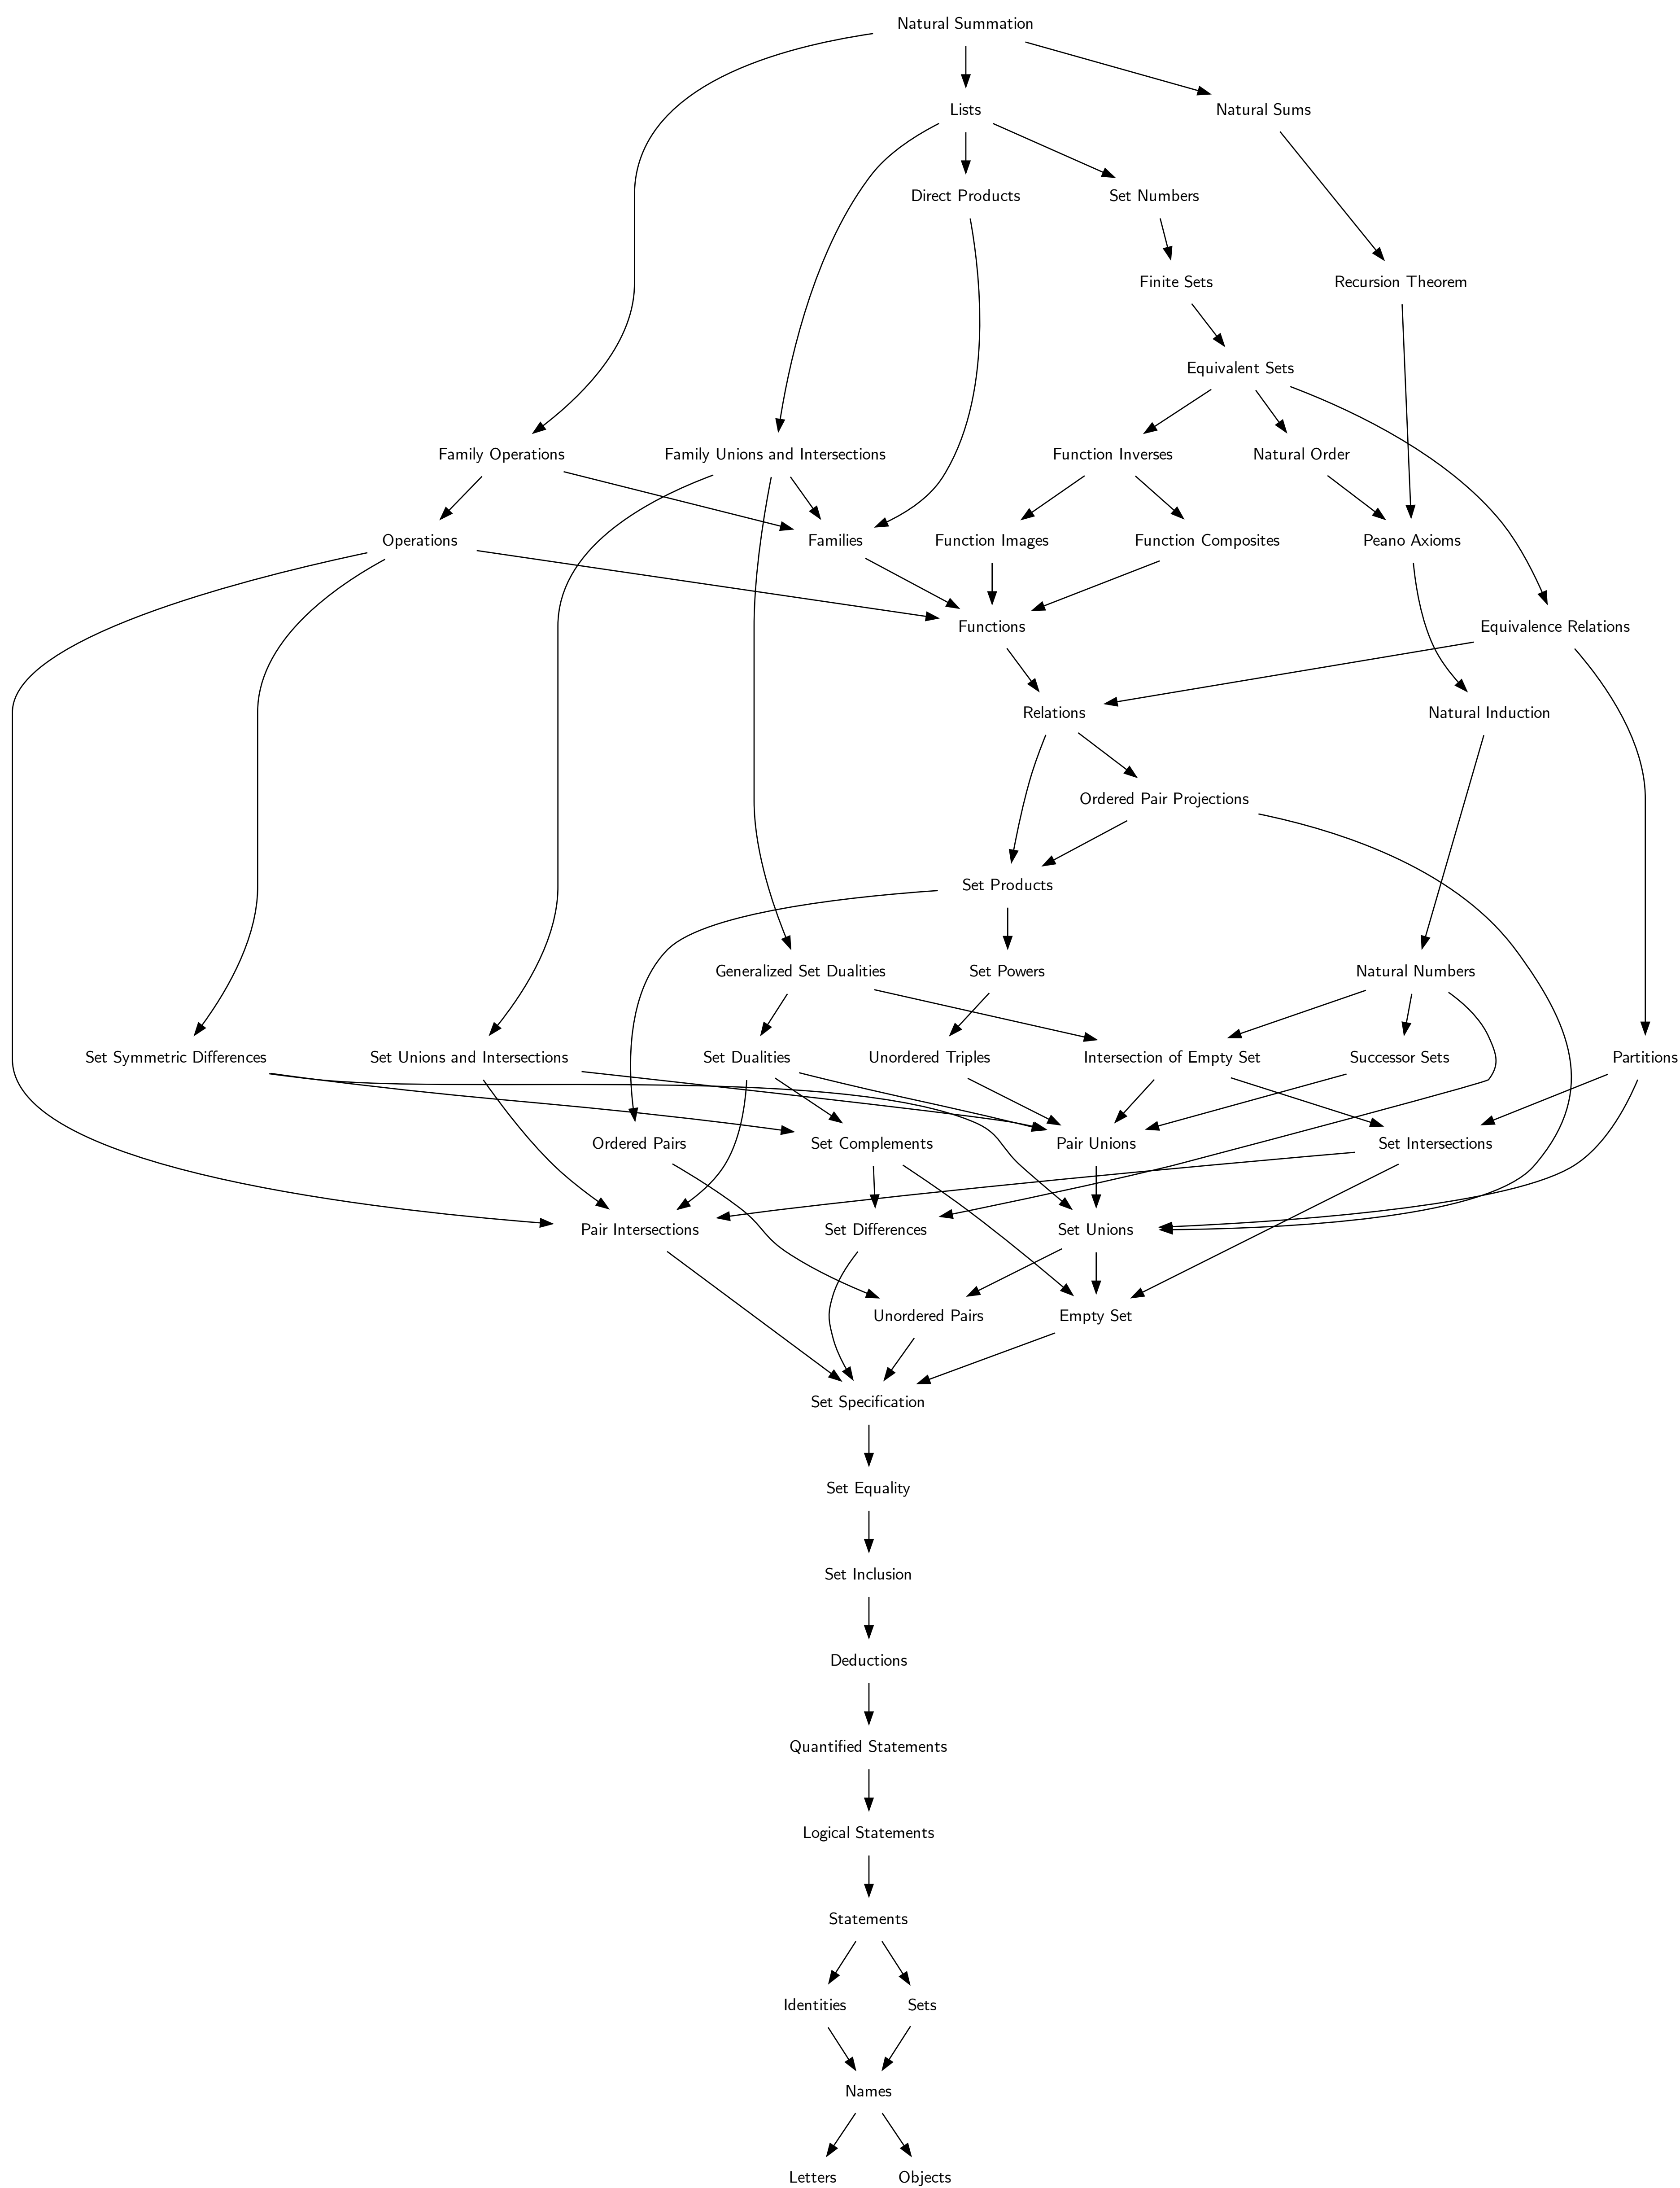 Natural Summation
Lists
Natural Sums
Direct Products
Set Numbers
Finite Sets
Recursion Theorem
Equivalent Sets
Family Operations
Family Unions and Intersections
Function Inverses
Natural Order
Operations
Families
Function Images
Function Composites
Peano Axioms
Functions
Equivalence Relations
Relations
Natural Induction
Ordered Pair Projections
Set Products
Generalized Set Dualities
Set Powers
Natural Numbers
Set Symmetric Differences
Set Unions and Intersections
Set Dualities
Unordered Triples
Intersection of Empty Set
Successor Sets
Partitions
Ordered Pairs
Set Complements
Pair Unions
Set Intersections
Pair Intersections
Set Differences
Set Unions
Unordered Pairs
Empty Set
Set Specification
Set Equality
Set Inclusion
Deductions
Quantified Statements
Logical Statements
Statements
Identities
Sets
Names
Letters
Objects